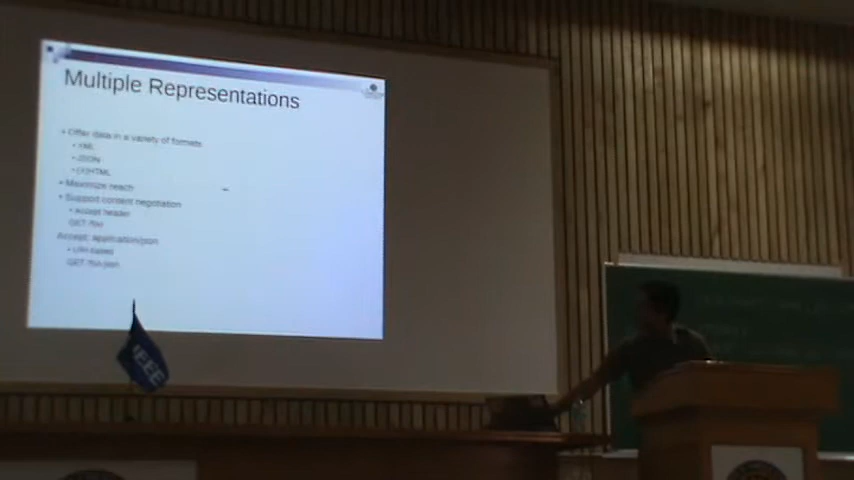 Multiple Representations
• Offer data in a variety of formats
• XML
• JSON
• (X)HTML
• Maximize reach
• Support content negotiation
• Accept header
GET /foo
Accept: application/json
• URI-based
GET /foo.json
IEEE